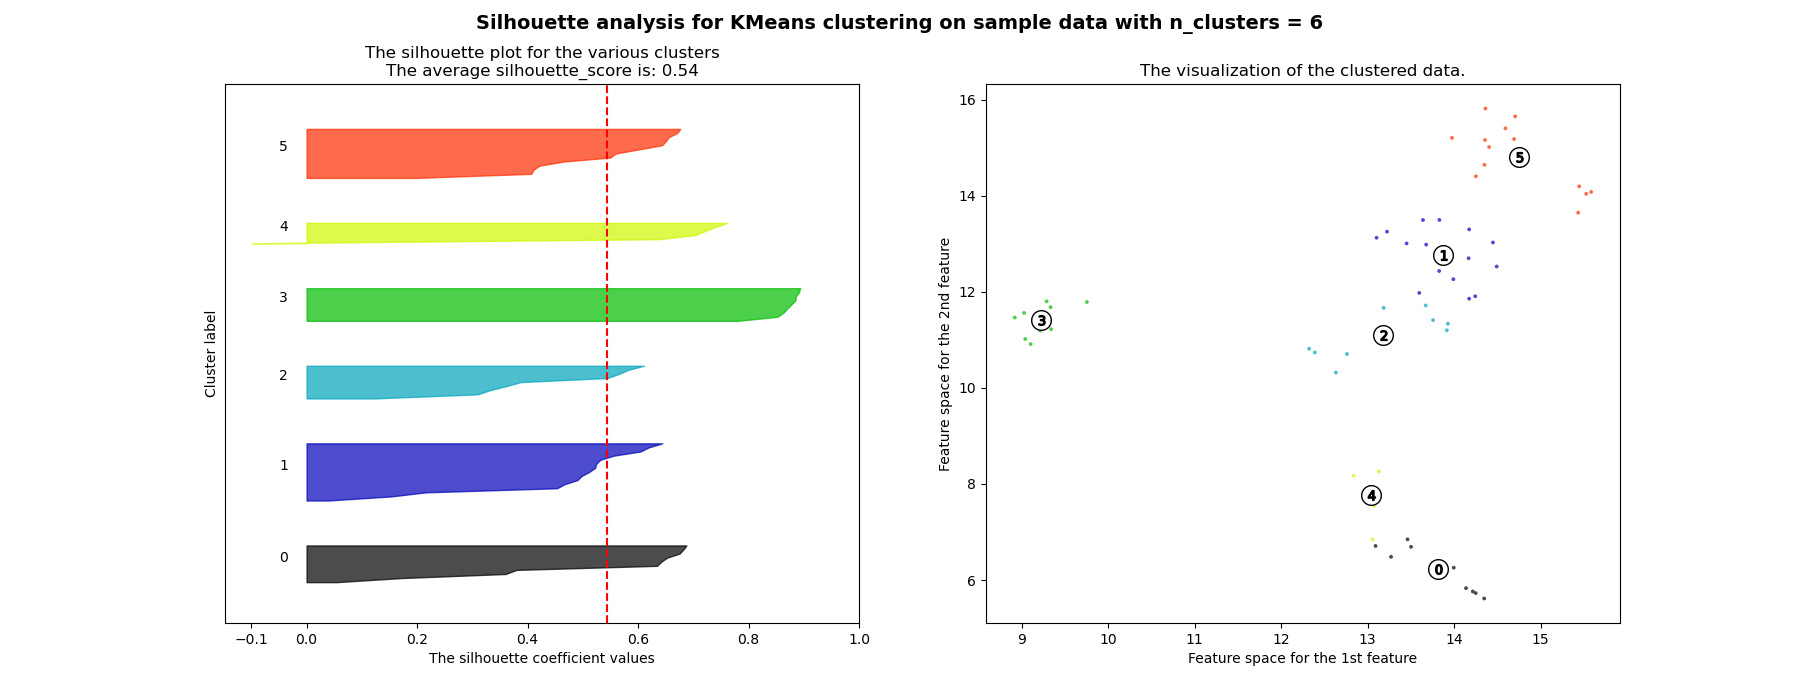 Silhouette analysis for KMeans clustering on sample data with n_clusters = 6
The silhouette plot for the various clusters
The average silhouette_score is: 0.54
Cluster label
5
4
3
2
1
0
−0.1 0.0 0.2 0.4 0.6 0.8 1.0
The silhouette coefficient values
The visualization of the clustered data.
Feature space for the 2nd feature
16
14
12
10
8
6
5
1
3
2
4
0
9 10 11 12 13 14 15
Feature space for the 1st feature